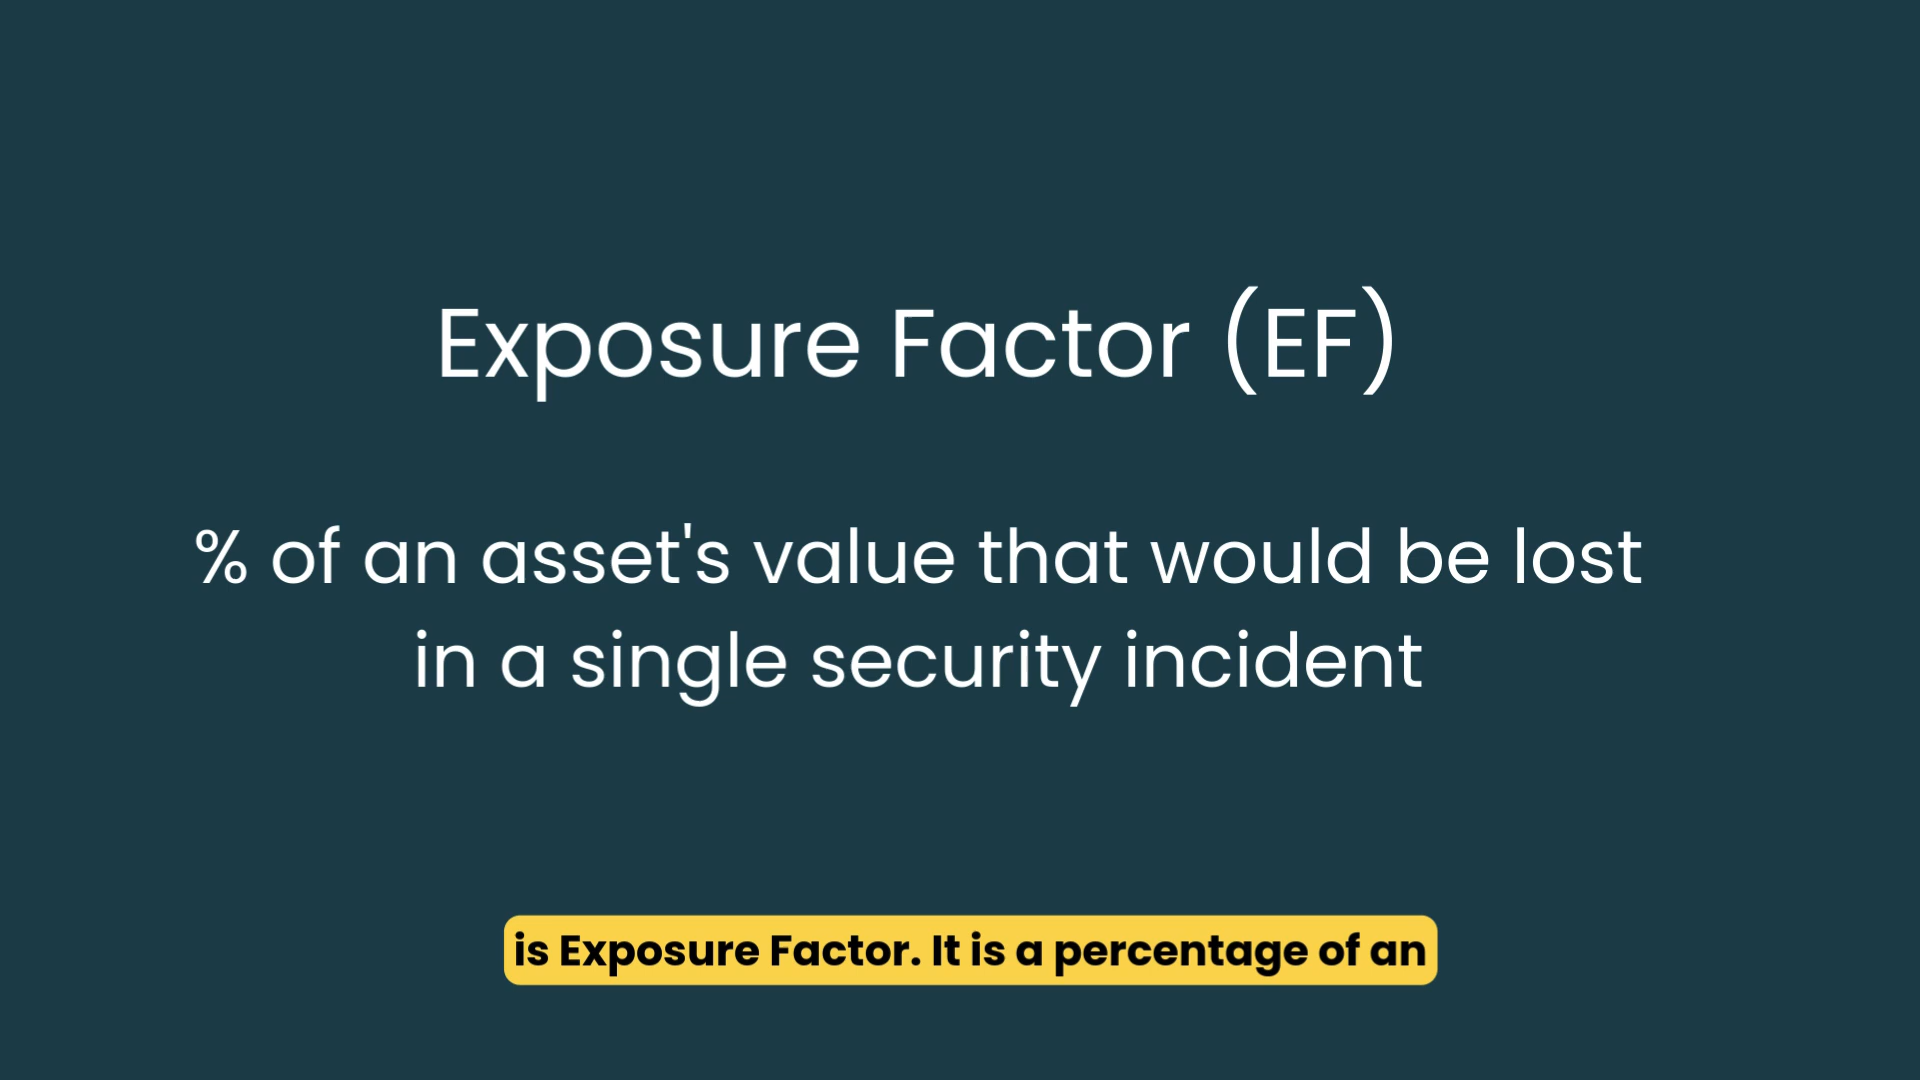 Exposure Factor (EF)
% of an asset's value that would be lost
in a single security incident
is Exposure Factor. It is a percentage of an